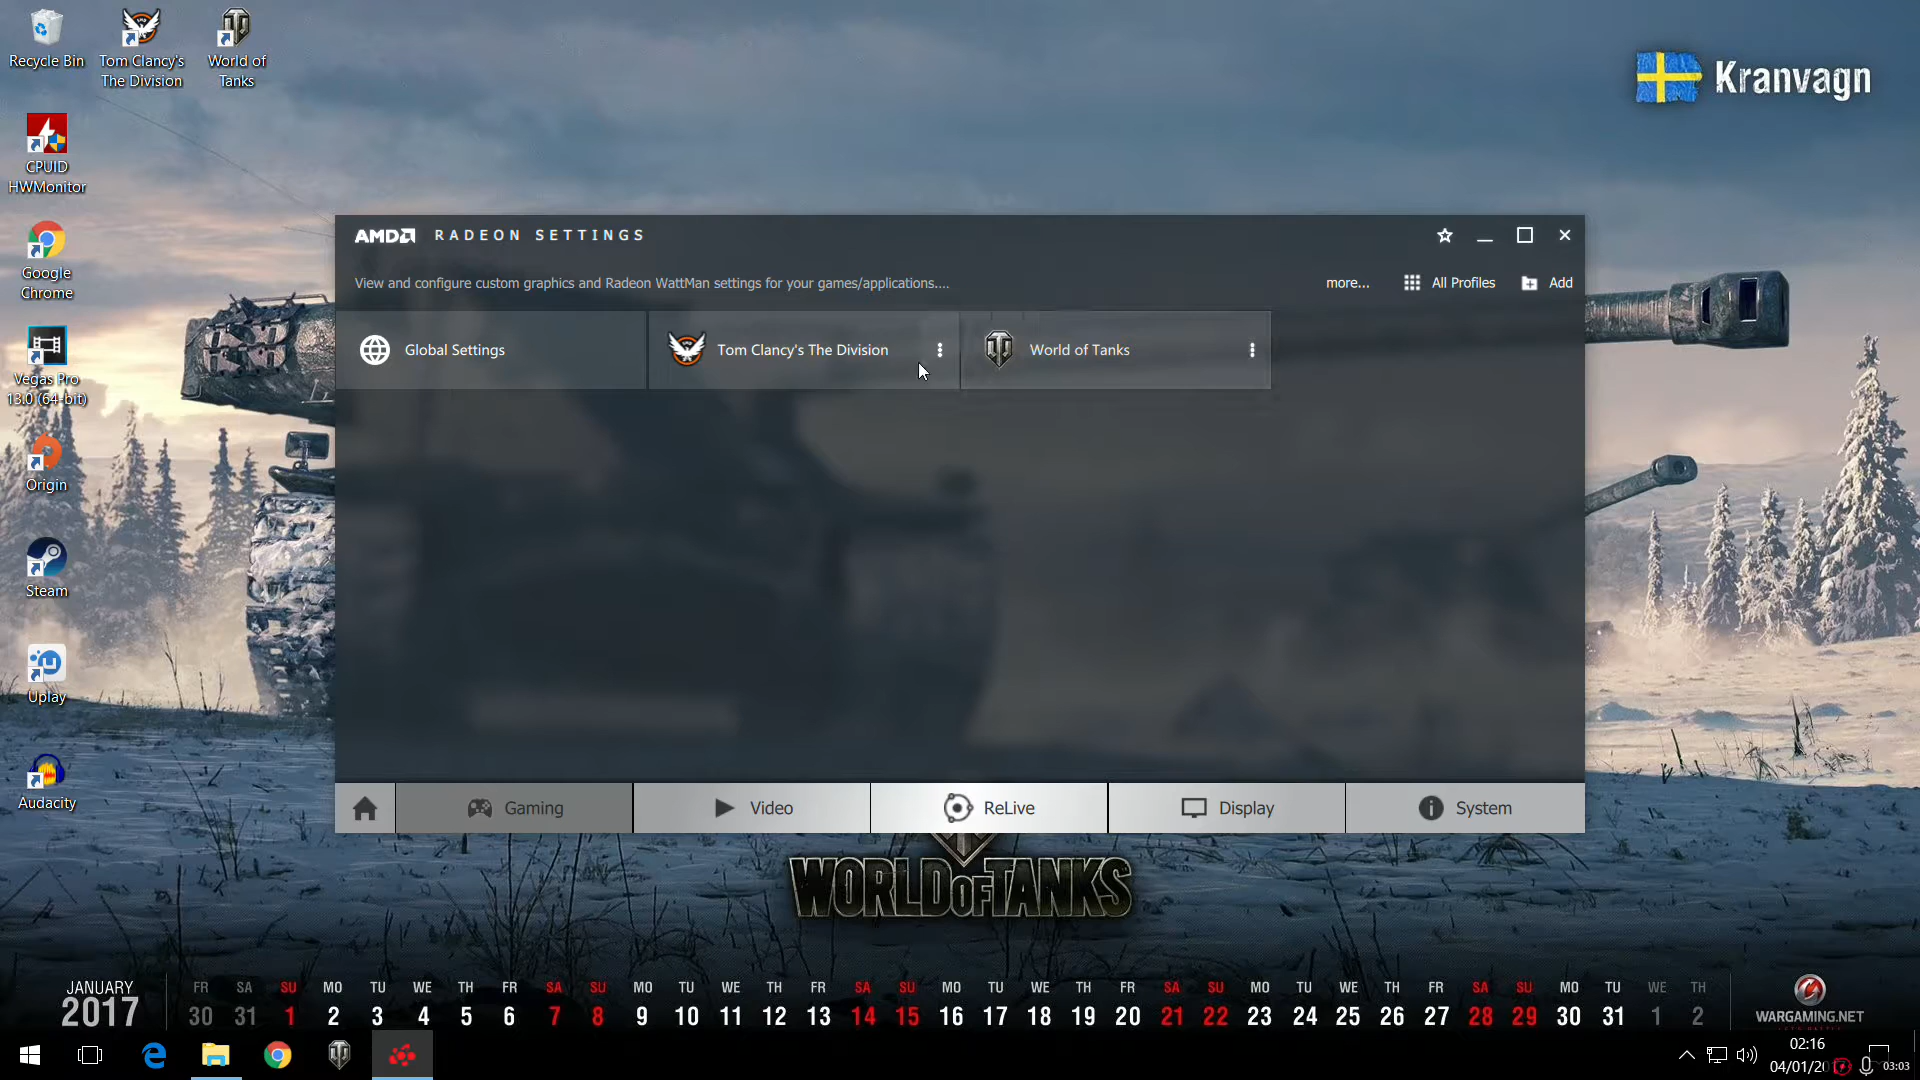 Recycle Bin
Tom Clancy's
The Division
World of
Tanks
CPUID
HWMonitor
Google
Chrome
Vegas Pro
13.0 (64-bit)
Origin
Steam
Uplay
Audacity
Kranvagn
AMD RADEON SETTINGS
View and configure custom graphics and Radeon WattMan settings for your games/applications....
more...
All Profiles
Add
Global Settings
Tom Clancy's The Division
World of Tanks
Gaming
Video
ReLive
Display
System
WORLD OF TANKS
JANUARY
2017
FR SA SU MO TU WE TH FR SA SU MO TU WE TH FR SA SU MO TU WE TH FR SA SU MO TU WE TH FR SA SU MO TU WE TH
30 31 1 2 3 4 5 6 7 8 9 10 11 12 13 14 15 16 17 18 19 20 21 22 23 24 25 26 27 28 29 30 31 1 2
WARGAMING.NET
LET'S BATTLE
02:16
04/01/20
03:03